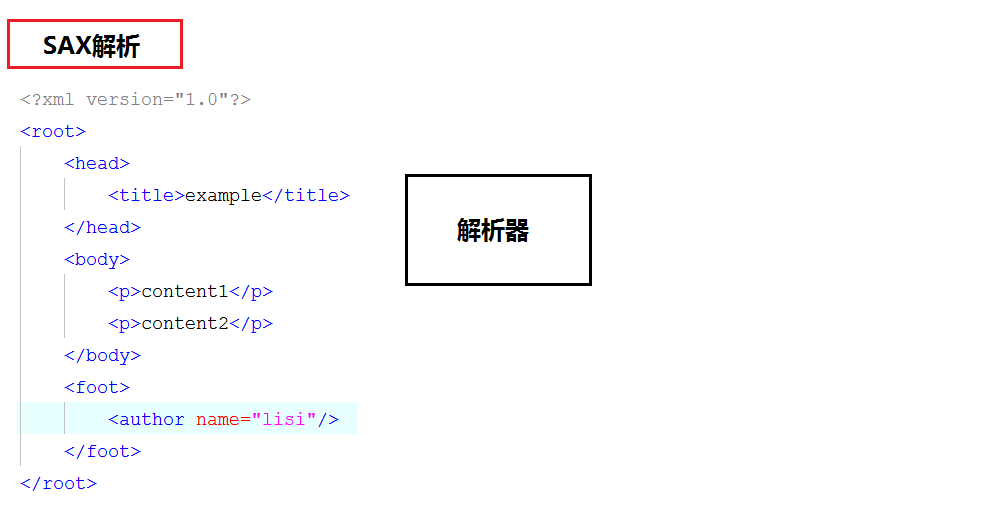 SAX解析
<?xml version="1.0"?>
<root>
<head>
<title>example</title>
</head>
<body>
<p>content1</p>
<p>content2</p>
</body>
<foot>
<author name="lisi"/>
</foot>
</root>
解析器